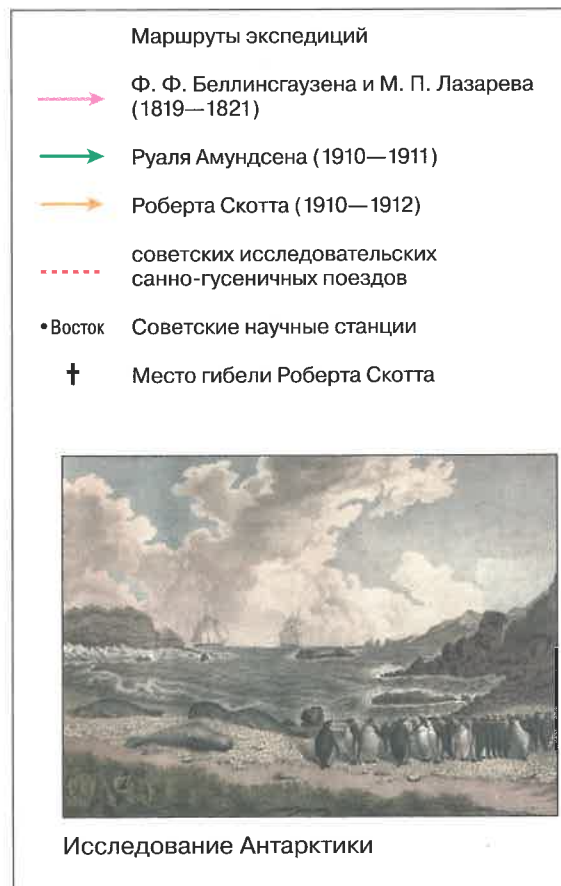 Маршруты экспедиций
Ф. Ф. Беллинсгаузена и М. П. Лазарева
(1819—1821)
Руаля Амундсена (1910—1911)
Роберта Скотта (1910—1912)
советских исследовательских
санно-гусеничных поездов
•Восток Советские научные станции
Место гибели Роберта Скотта
Исследование Антарктики